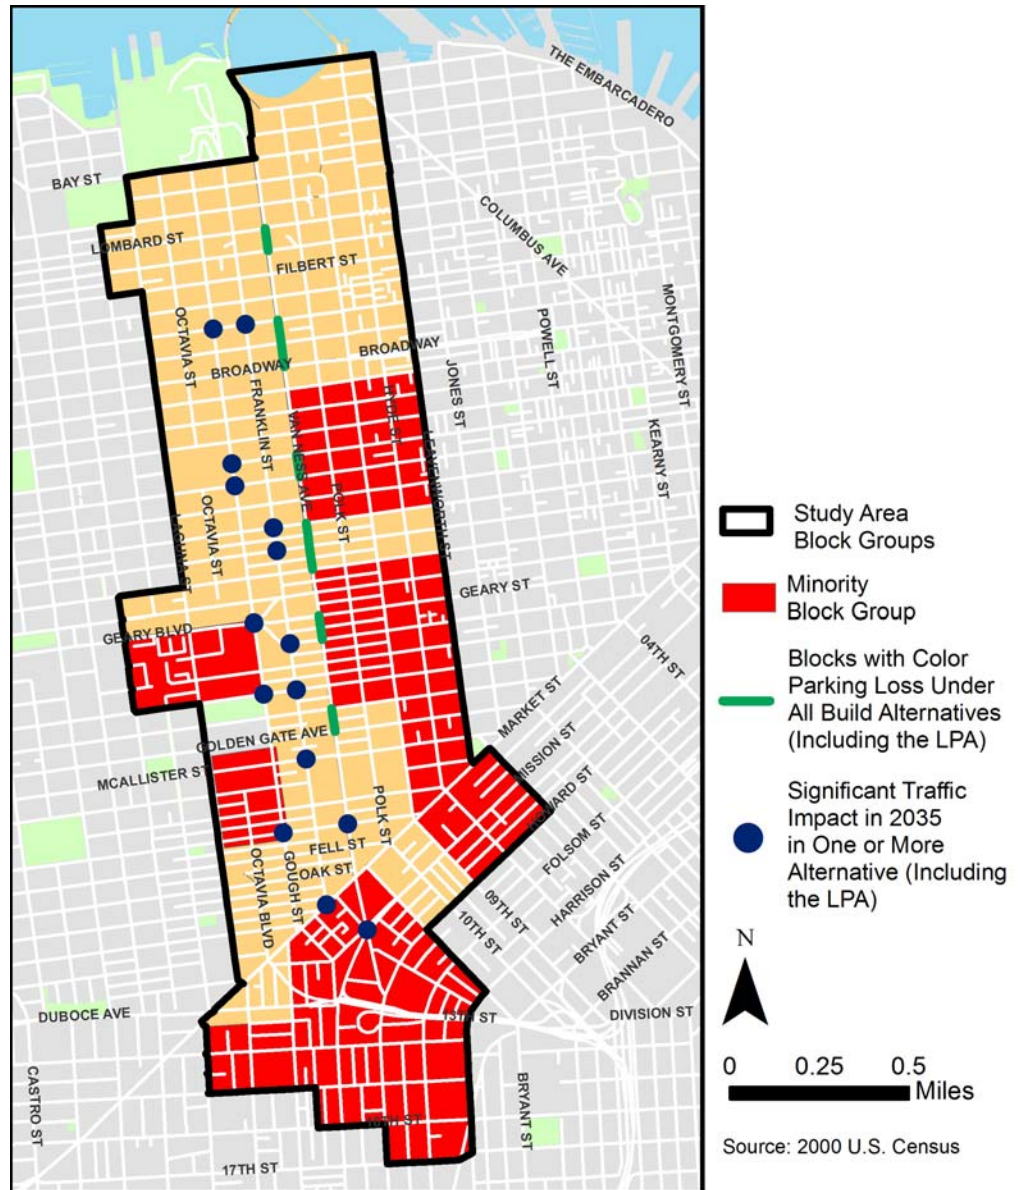 THE EMBARCADERO
BAY ST
COLUMBUS AVE
LOMBARD ST
FILBERT ST
OCTAVIA ST
MONTGOMERY ST
POWELL ST
BROADWAY
BROADWAY
JONES ST
FRANKLIN ST
HYDE ST
VAN NESS AVE
KEARNY ST
LEAVENWORTH ST
POLK ST
OCTAVIA ST
LAGUNA ST
GEARY ST
GEARY BLVD
04TH ST
MARKET ST
GOLDEN GATE AVE
MISSION ST
MCALLISTER ST
HOWARD ST
POLK ST
FOLSOM ST
FELL ST
OAK ST
GOUGH ST
OCTAVIA BLVD
HARRISON ST
09TH ST
10TH ST
BRYANT ST
BRANNAN ST
DUBOCE AVE
13TH ST
DIVISION ST
CASTRO ST
BRYANT ST
16TH ST
17TH ST
Study Area
Block Groups
Minority
Block Group
Blocks with Color
Parking Loss Under
All Build Alternatives
(Including the LPA)
Significant Traffic
Impact in 2035
in One or More
Alternative (Including
the LPA)
N
0 0.25 0.5
Miles
Source: 2000 U.S. Census